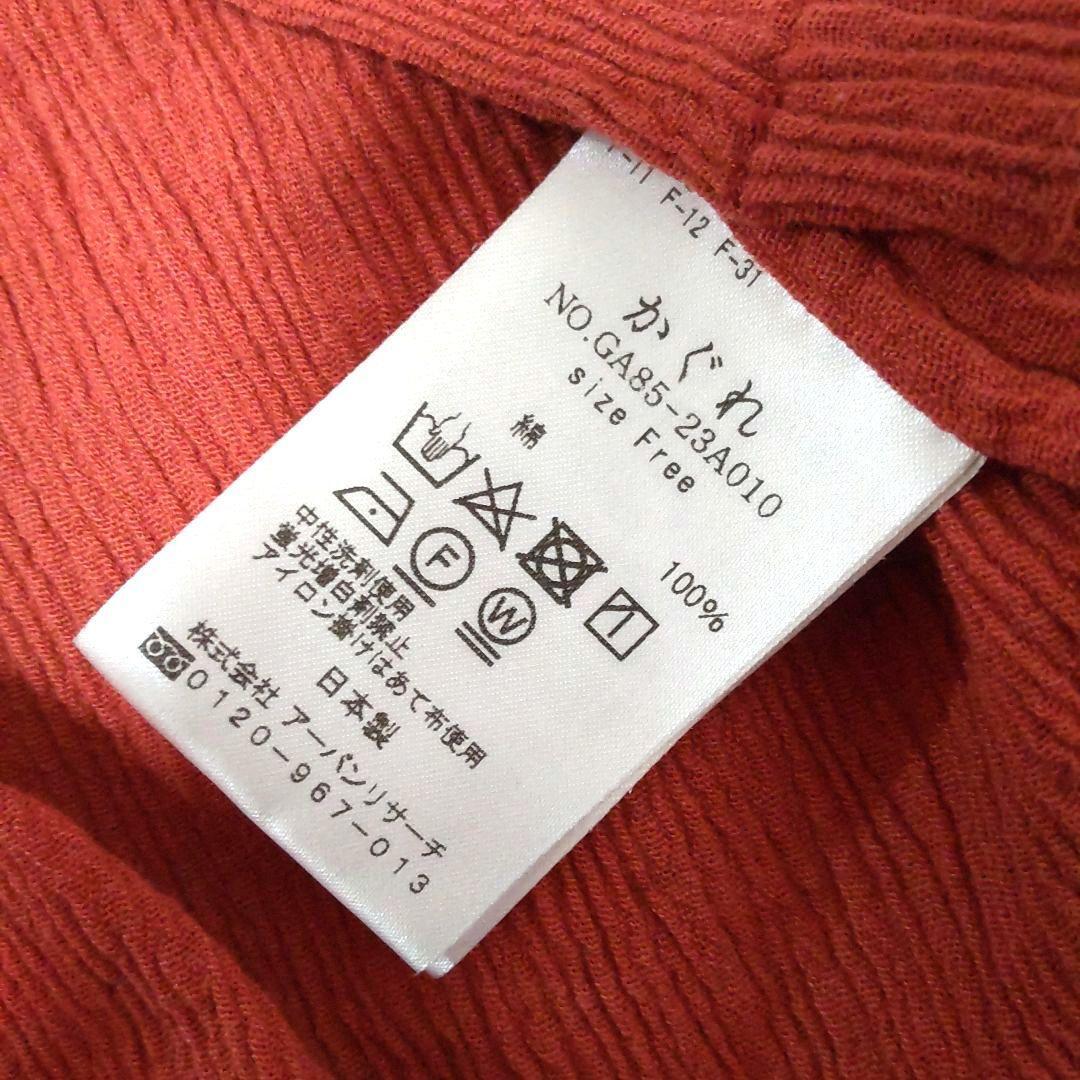 F-12 F-31
かぐれ
NO.GA85-23A010
size Free
綿 100%
F W
中性洗剤使用
蛍光増白剤禁止
アイロン掛けはあて布使用
日本製
株式会社 アーバンリサーチ
0120-967-013